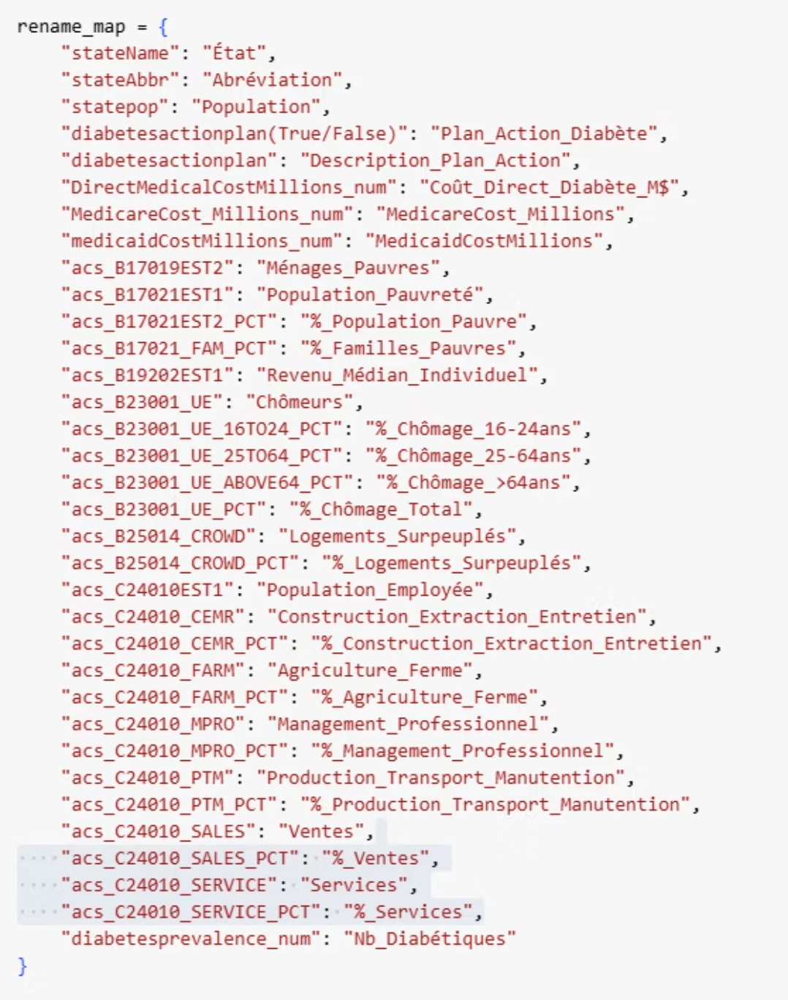 rename_map = {
    "stateName": "État",
    "stateAbbr": "Abréviation",
    "statepop": "Population",
    "diabetesactionplan(True/False)": "Plan_Action_Diabète",
    "diabetesactionplan": "Description_Plan_Action",
    "DirectMedicalCostMillions_num": "Coût_Direct_Diabète_M$",
    "MedicareCost_Millions_num": "MedicareCost_Millions",
    "medicaidCostMillions_num": "MedicaidCostMillions",
    "acs_B17019EST2": "Ménages_Pauvres",
    "acs_B17021EST1": "Population_Pauvreté",
    "acs_B17021EST2_PCT": "%_Population_Pauvre",
    "acs_B17021_FAM_PCT": "%_Familles_Pauvres",
    "acs_B19202EST1": "Revenu_Médian_Individuel",
    "acs_B23001_UE": "Chômeurs",
    "acs_B23001_UE_16TO24_PCT": "%_Chômage_16-24ans",
    "acs_B23001_UE_25TO64_PCT": "%_Chômage_25-64ans",
    "acs_B23001_UE_ABOVE64_PCT": "%_Chômage_>64ans",
    "acs_B23001_UE_PCT": "%_Chômage_Total",
    "acs_B25014_CROWD": "Logements_Surpeuplés",
    "acs_B25014_CROWD_PCT": "%_Logements_Surpeuplés",
    "acs_C24010EST1": "Population_Employée",
    "acs_C24010_CEMR": "Construction_Extraction_Entretien",
    "acs_C24010_CEMR_PCT": "%_Construction_Extraction_Entretien",
    "acs_C24010_FARM": "Agriculture_Ferme",
    "acs_C24010_FARM_PCT": "%_Agriculture_Ferme",
    "acs_C24010_MPRO": "Management_Professionnel",
    "acs_C24010_MPRO_PCT": "%_Management_Professionnel",
    "acs_C24010_PTM": "Production_Transport_Manutention",
    "acs_C24010_PTM_PCT": "%_Production_Transport_Manutention",
    "acs_C24010_SALES": "Ventes",
    "acs_C24010_SALES_PCT": "%_Ventes",
    "acs_C24010_SERVICE": "Services",
    "acs_C24010_SERVICE_PCT": "%_Services",
    "diabetesprevalence_num": "Nb_Diabétiques"
}